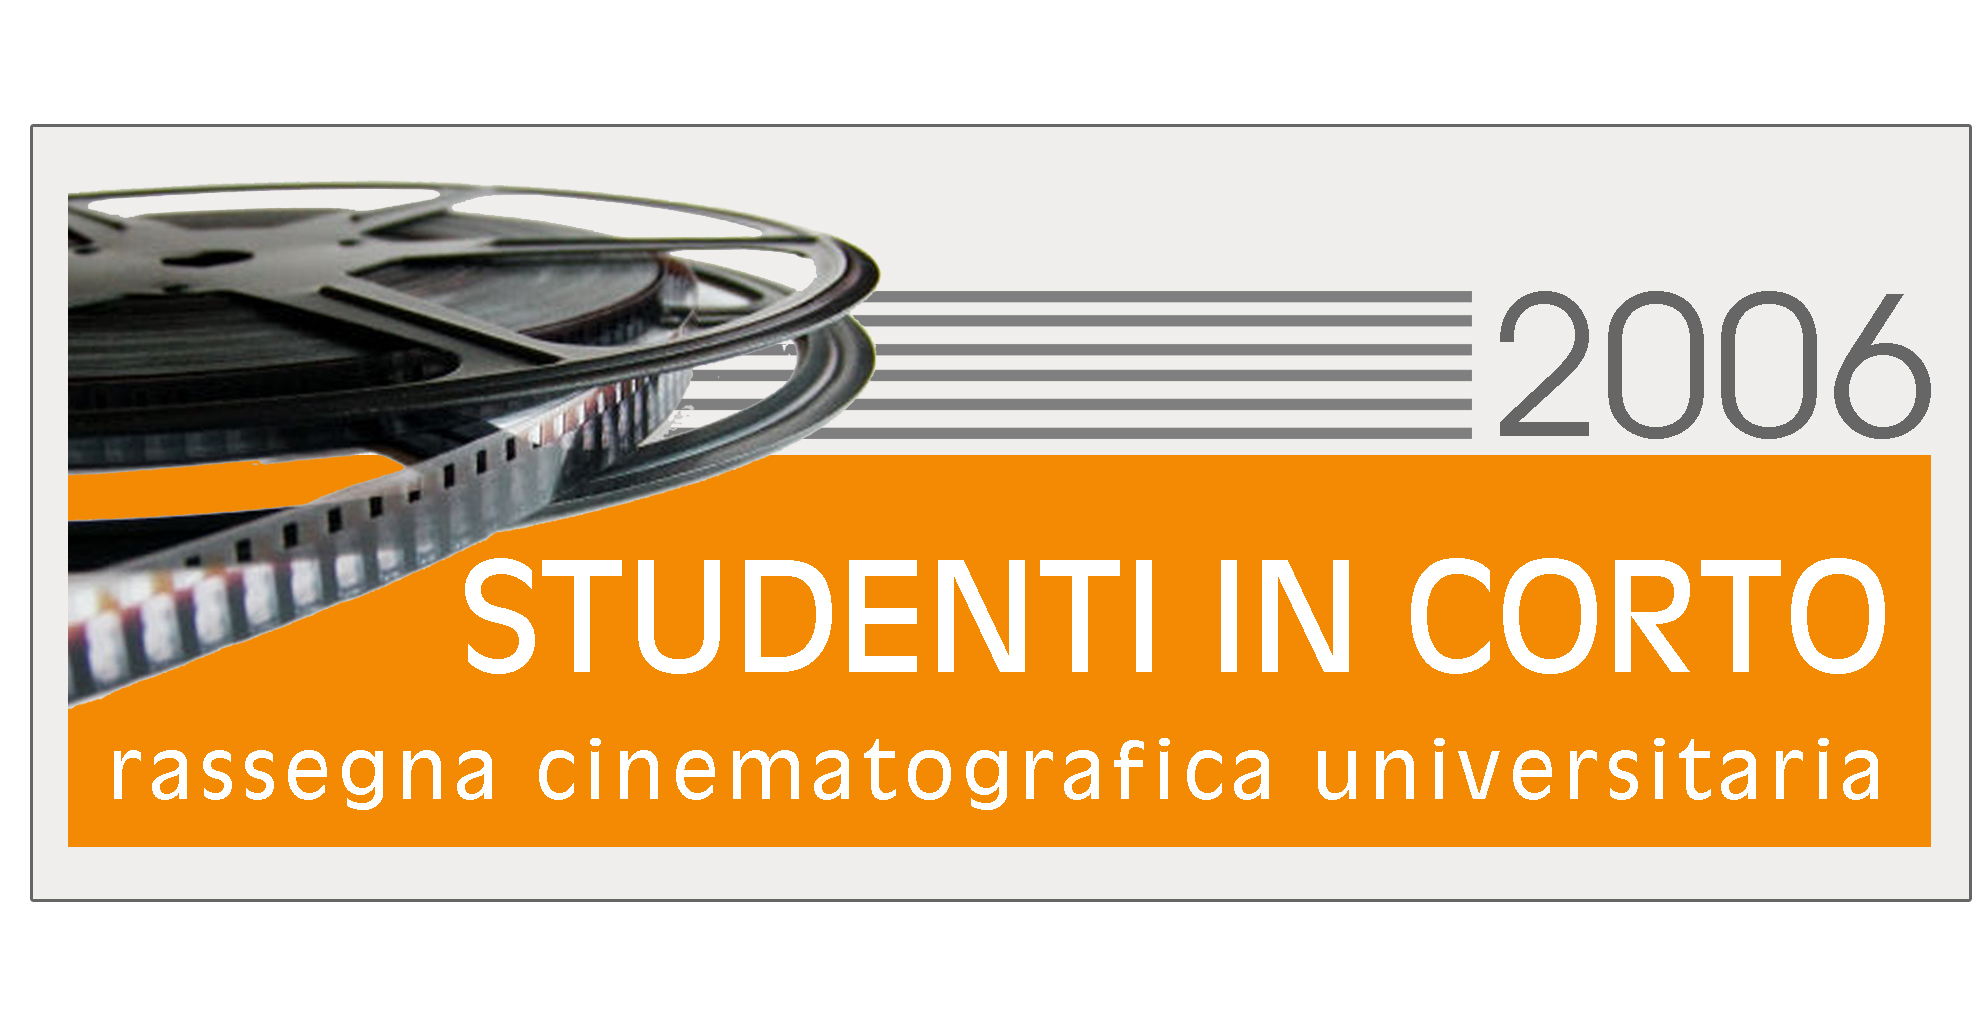 2006
STUDENTI IN CORTO
rassegna cinematografica universitaria